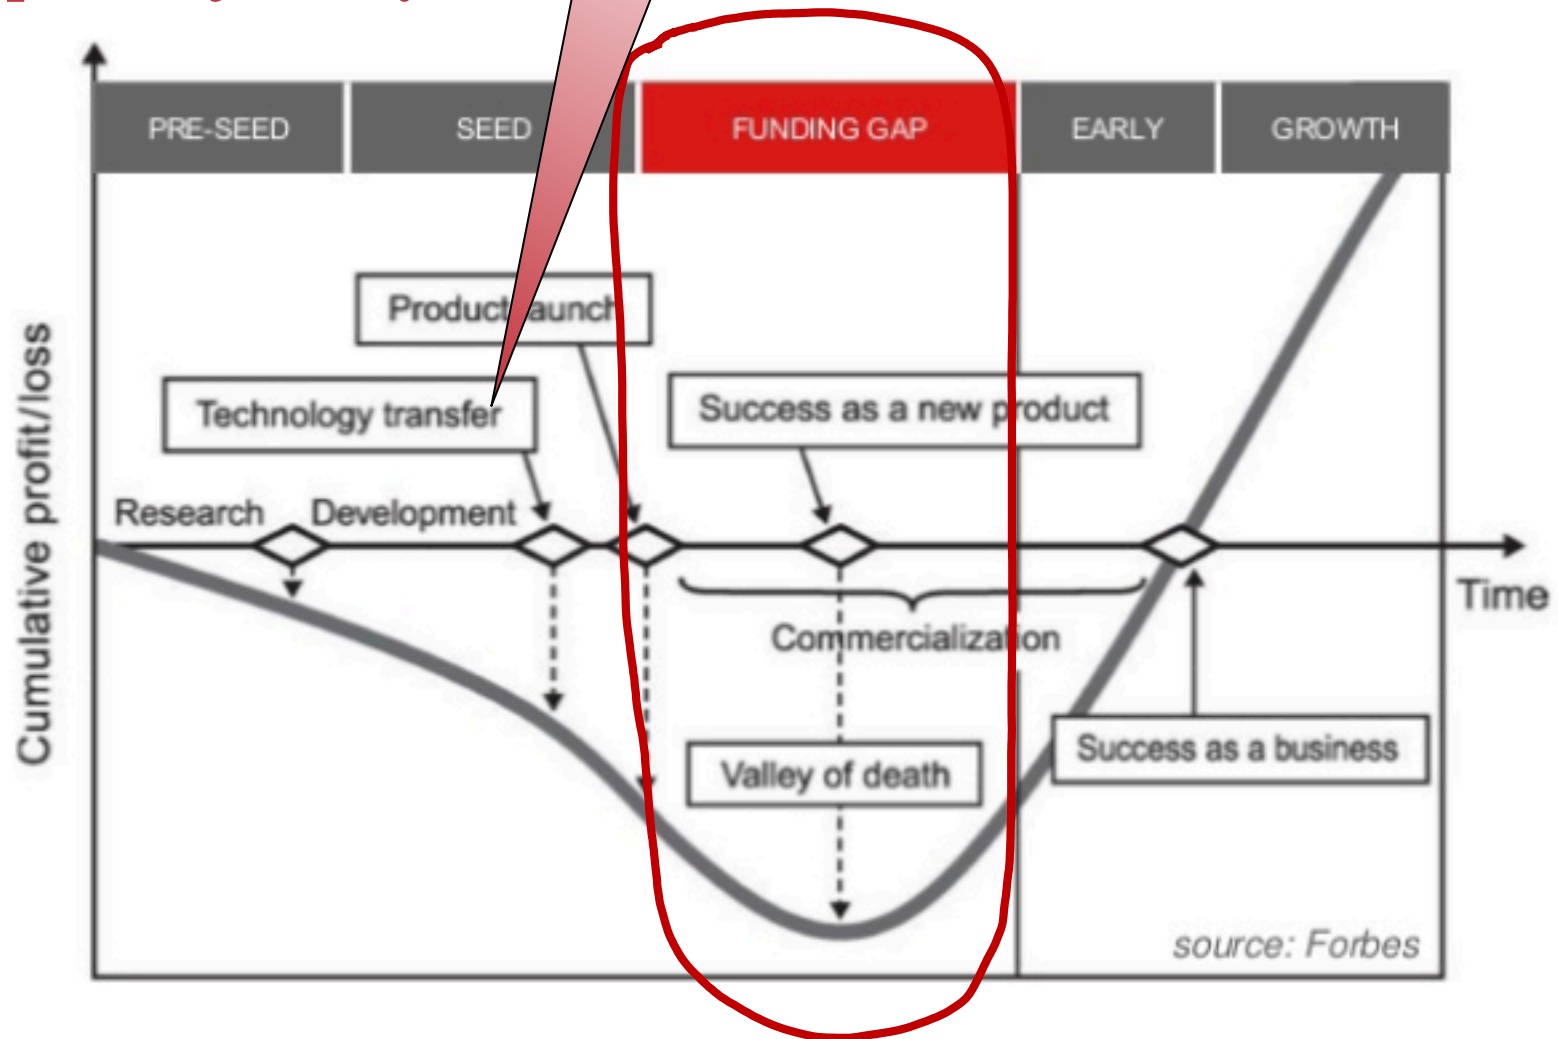 PRE-SEED
SEED
FUNDING GAP
EARLY
GROWTH
Product launch
Technology transfer
Success as a new product
Research
Development
Time
Commercialization
Valley of death
Success as a business
Cumulative profit/loss
source: Forbes